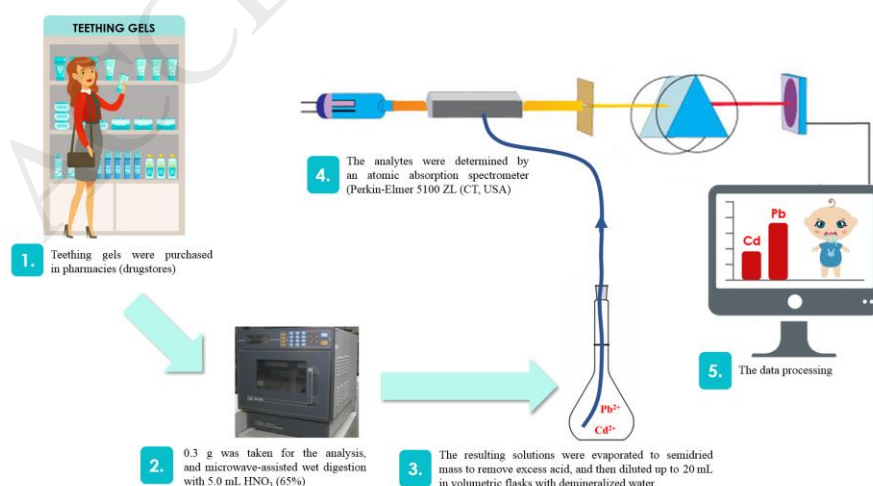 TEETHING GELS
1.
Teething gels were purchased
in pharmacies (drugstores)
2.
0.3 g was taken for the analysis,
and microwave-assisted wet digestion
with 5.0 mL HNO₃ (65%)
3.
The resulting solutions were evaporated to semidried
mass to remove excess acid, and then diluted up to 20 mL
in volumetric flasks with demineralized water
Pb²⁺
Cd²⁺
4.
The analytes were determined by
an atomic absorption spectrometer
(Perkin-Elmer 5100 ZL (CT, USA)
Pb
Cd
5.
The data processing